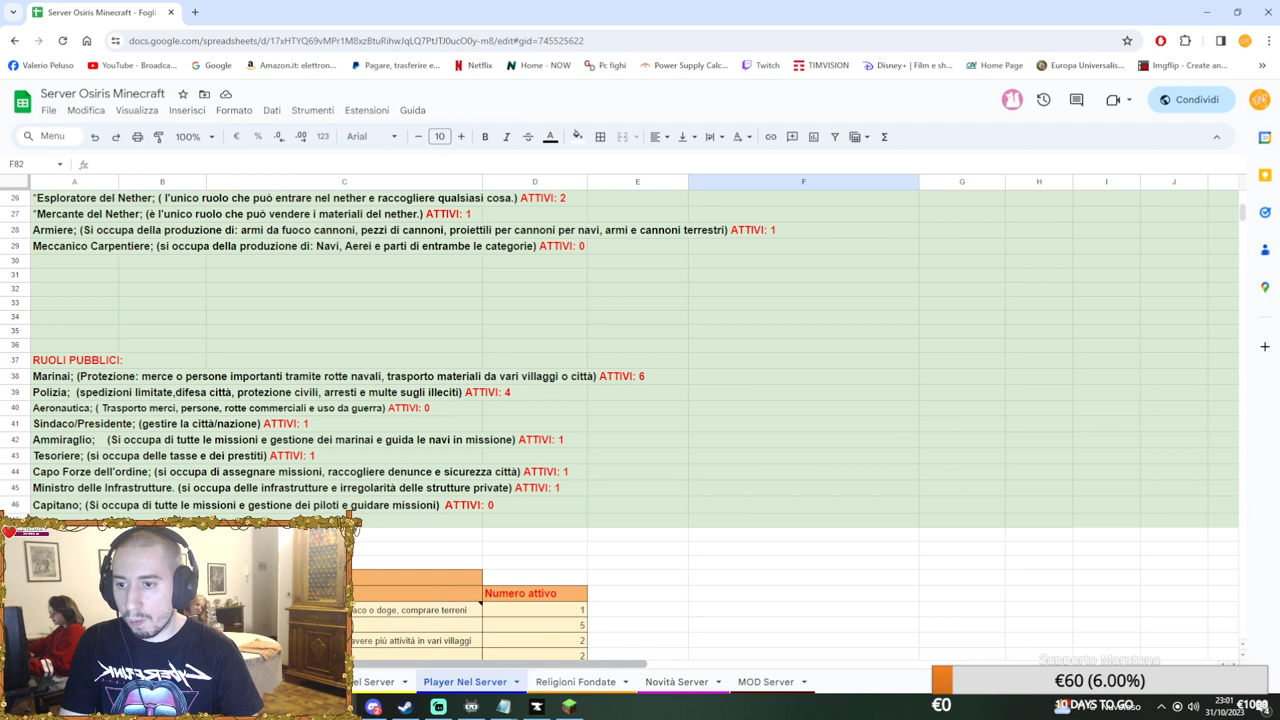 Server Osiris Minecraft - Fogli
docs.google.com/spreadsheets/d/17xHTYQ69vMPr1M8xzBtuRihwJqLQ7PtJTJ0ucO0y-m8/edit#gid=745525622
Valerio Peluso YouTube - Broadca... Google Amazon.it: elettron... Pagare, trasferire e... Netflix Home - NOW Pc fighi Power Supply Calc... Twitch TIMVISION Disney+ | Film e sh... Home Page Europa Universalis... Imgflip - Create an...
Server Osiris Minecraft
File Modifica Visualizza Inserisci Formato Dati Strumenti Estensioni Guida
Condividi
Menu 100% € % .0 .00 123 Arial 10 B I A
F82 fx
A B C D E F G H I J
26 *Esploratore del Nether; ( l'unico ruolo che può entrare nel nether e raccogliere qualsiasi cosa.) ATTIVI: 2
27 *Mercante del Nether; (è l'unico ruolo che può vendere i materiali del nether.) ATTIVI: 1
28 Armiere; (Si occupa della produzione di: armi da fuoco cannoni, pezzi di cannoni, proiettili per cannoni per navi, armi e cannoni terrestri) ATTIVI: 1
29 Meccanico Carpentiere; (si occupa della produzione di: Navi, Aerei e parti di entrambe le categorie) ATTIVI: 0
30
31
32
33
34
35
36
37 RUOLI PUBBLICI:
38 Marinai; (Protezione: merce o persone importanti tramite rotte navali, trasporto materiali da vari villaggi o città) ATTIVI: 6
39 Polizia; (spedizioni limitate,difesa città, protezione civili, arresti e multe sugli illeciti) ATTIVI: 4
40 Aeronautica; ( Trasporto merci, persone, rotte commerciali e uso da guerra) ATTIVI: 0
41 Sindaco/Presidente; (gestire la città/nazione) ATTIVI: 1
42 Ammiraglio; (Si occupa di tutte le missioni e gestione dei marinai e guida le navi in missione) ATTIVI: 1
43 Tesoriere; (si occupa delle tasse e dei prestiti) ATTIVI: 1
44 Capo Forze dell'ordine; (si occupa di assegnare missioni, raccogliere denunce e sicurezza città) ATTIVI: 1
45 Ministro delle Infrastrutture. (si occupa delle infrastrutture e irregolarità delle strutture private) ATTIVI: 1
46 Capitano; (Si occupa di tutte le missioni e gestione dei piloti e guidare missioni) ATTIVI: 0
Numero attivo
aco o doge, comprare terreni 1
5
avere più attività in vari villaggi 2
2
el Server Player Nel Server Religioni Fondate Novità Server MOD Server
Supporto Maratona
€60 (6.00%)
€0 10 DAYS TO GO
23:01
31/10/2023